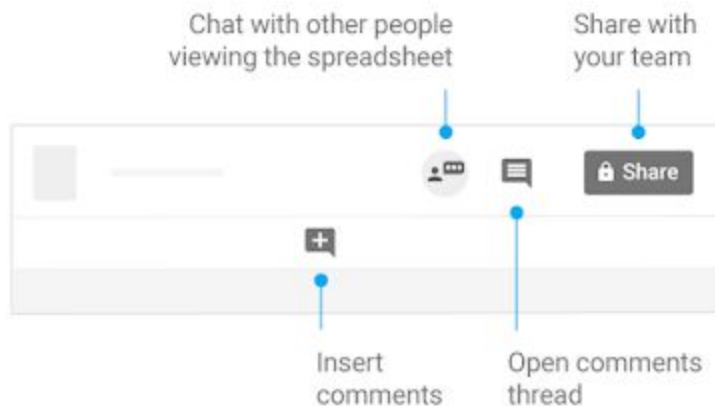 Chat with other people
viewing the spreadsheet
Share with
your team
Share
Insert
comments
Open comments
thread